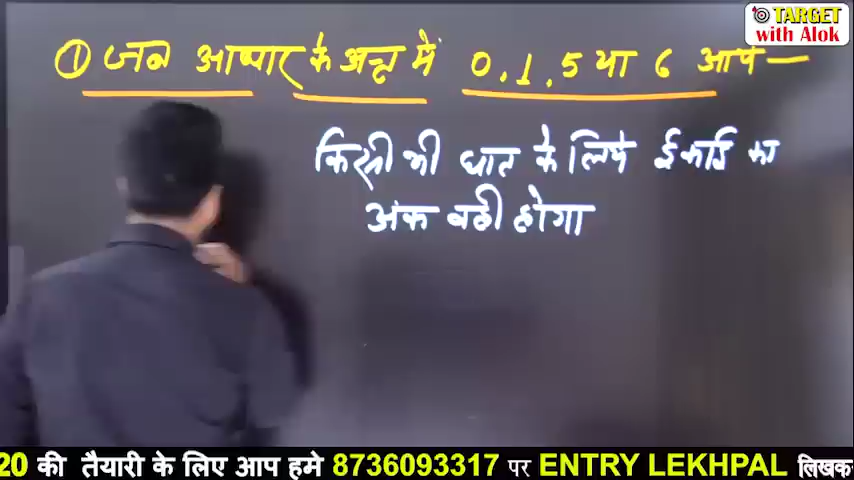 TARGET
with Alok
① जब आधार के अन्त में 0, 1, 5 या 6 आये —
किसी भी घात के लिये ईकाई का
अंक वही होगा
20 की तैयारी के लिए आप हमे 8736093317 पर ENTRY LEKHPAL लिखक